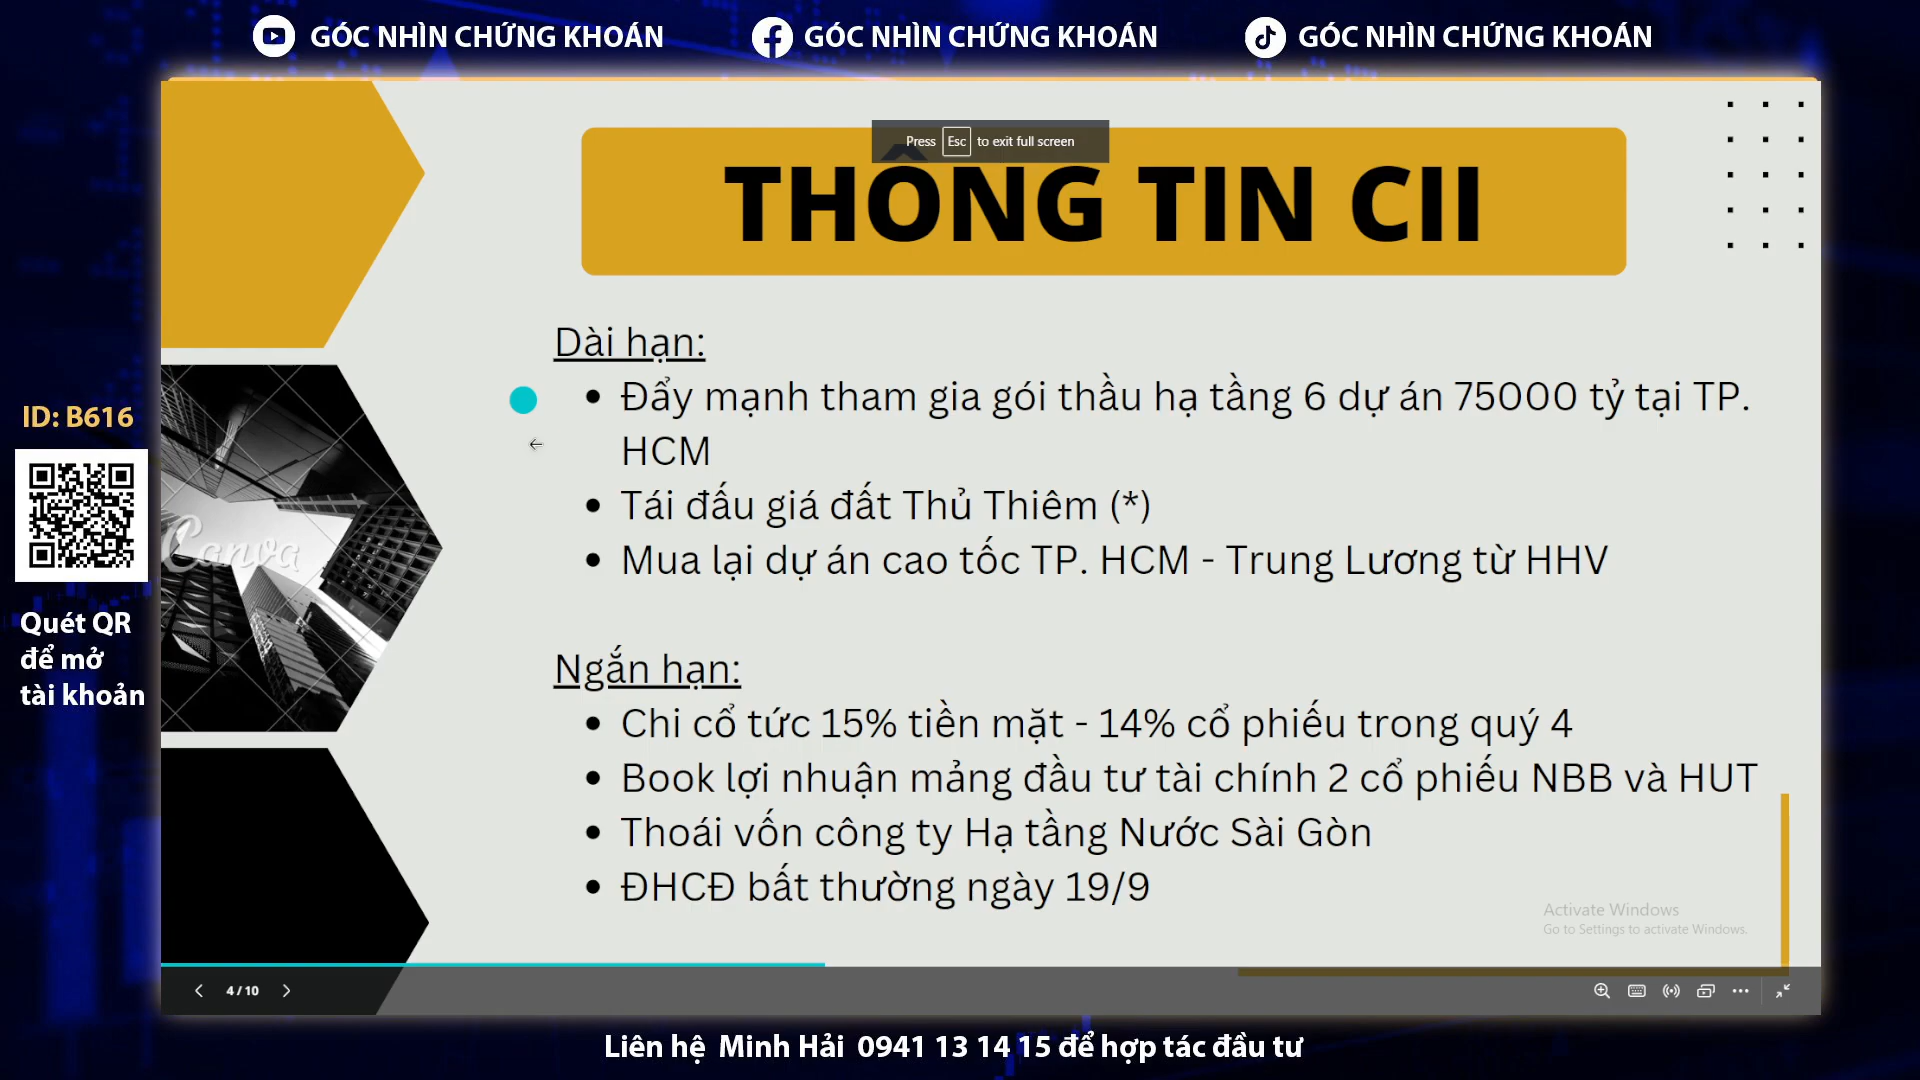 GÓC NHÌN CHỨNG KHOÁN
GÓC NHÌN CHỨNG KHOÁN
GÓC NHÌN CHỨNG KHOÁN
Press Esc to exit full screen
THÔNG TIN CII
Dài hạn:
• Đẩy mạnh tham gia gói thầu hạ tầng 6 dự án 75000 tỷ tại TP.
HCM
• Tái đấu giá đất Thủ Thiêm (*)
• Mua lại dự án cao tốc TP. HCM - Trung Lương từ HHV
Ngắn hạn:
• Chi cổ tức 15% tiền mặt - 14% cổ phiếu trong quý 4
• Book lợi nhuận mảng đầu tư tài chính 2 cổ phiếu NBB và HUT
• Thoái vốn công ty Hạ tầng Nước Sài Gòn
• ĐHCĐ bất thường ngày 19/9
ID: B616
Quét QR
để mở
tài khoản
Canva
Activate Windows
Go to Settings to activate Windows.
4 / 10
Liên hệ Minh Hải 0941 13 14 15 để hợp tác đầu tư